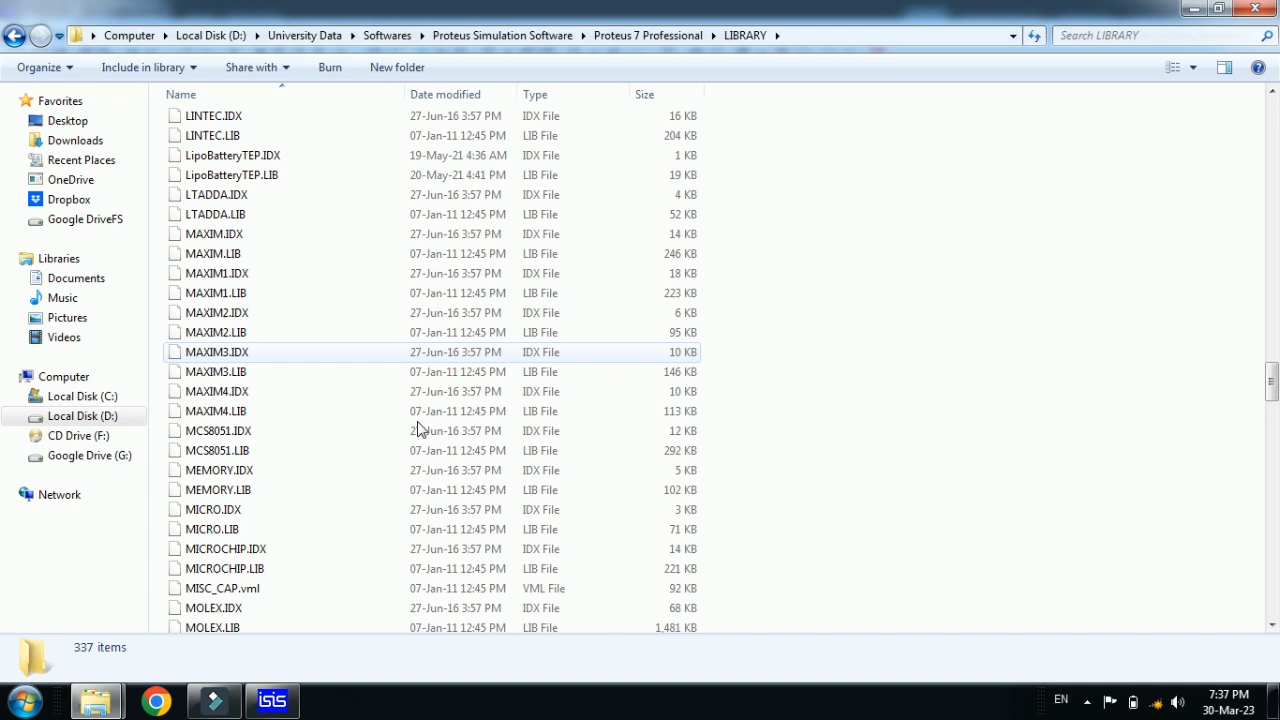 Computer Local Disk (D:) University Data Softwares Proteus Simulation Software Proteus 7 Professional LIBRARY Search LIBRARY
Organize Include in library Share with Burn New folder
Name Date modified Type Size
Favorites
Desktop
Downloads
Recent Places
OneDrive
Dropbox
Google DriveFS
Libraries
Documents
Music
Pictures
Videos
Computer
Local Disk (C:)
Local Disk (D:)
CD Drive (F:)
Google Drive (G:)
Network
LINTEC.IDX 27-Jun-16 3:57 PM IDX File 16 KB
LINTEC.LIB 07-Jan-11 12:45 PM LIB File 204 KB
LipoBatteryTEP.IDX 19-May-21 4:36 AM IDX File 1 KB
LipoBatteryTEP.LIB 20-May-21 4:41 PM LIB File 19 KB
LTADDA.IDX 27-Jun-16 3:57 PM IDX File 4 KB
LTADDA.LIB 07-Jan-11 12:45 PM LIB File 52 KB
MAXIM.IDX 27-Jun-16 3:57 PM IDX File 14 KB
MAXIM.LIB 07-Jan-11 12:45 PM LIB File 246 KB
MAXIM1.IDX 27-Jun-16 3:57 PM IDX File 18 KB
MAXIM1.LIB 07-Jan-11 12:45 PM LIB File 223 KB
MAXIM2.IDX 27-Jun-16 3:57 PM IDX File 6 KB
MAXIM2.LIB 07-Jan-11 12:45 PM LIB File 95 KB
MAXIM3.IDX 27-Jun-16 3:57 PM IDX File 10 KB
MAXIM3.LIB 07-Jan-11 12:45 PM LIB File 146 KB
MAXIM4.IDX 27-Jun-16 3:57 PM IDX File 10 KB
MAXIM4.LIB 07-Jan-11 12:45 PM LIB File 113 KB
MCS8051.IDX 27-Jun-16 3:57 PM IDX File 12 KB
MCS8051.LIB 07-Jan-11 12:45 PM LIB File 292 KB
MEMORY.IDX 27-Jun-16 3:57 PM IDX File 5 KB
MEMORY.LIB 07-Jan-11 12:45 PM LIB File 102 KB
MICRO.IDX 27-Jun-16 3:57 PM IDX File 3 KB
MICRO.LIB 07-Jan-11 12:45 PM LIB File 71 KB
MICROCHIP.IDX 27-Jun-16 3:57 PM IDX File 14 KB
MICROCHIP.LIB 07-Jan-11 12:45 PM LIB File 221 KB
MISC_CAP.vml 07-Jan-11 12:45 PM VML File 92 KB
MOLEX.IDX 27-Jun-16 3:57 PM IDX File 68 KB
MOLEX.LIB 07-Jan-11 12:45 PM LIB File 1,481 KB
337 items
isis
EN
7:37 PM
30-Mar-23